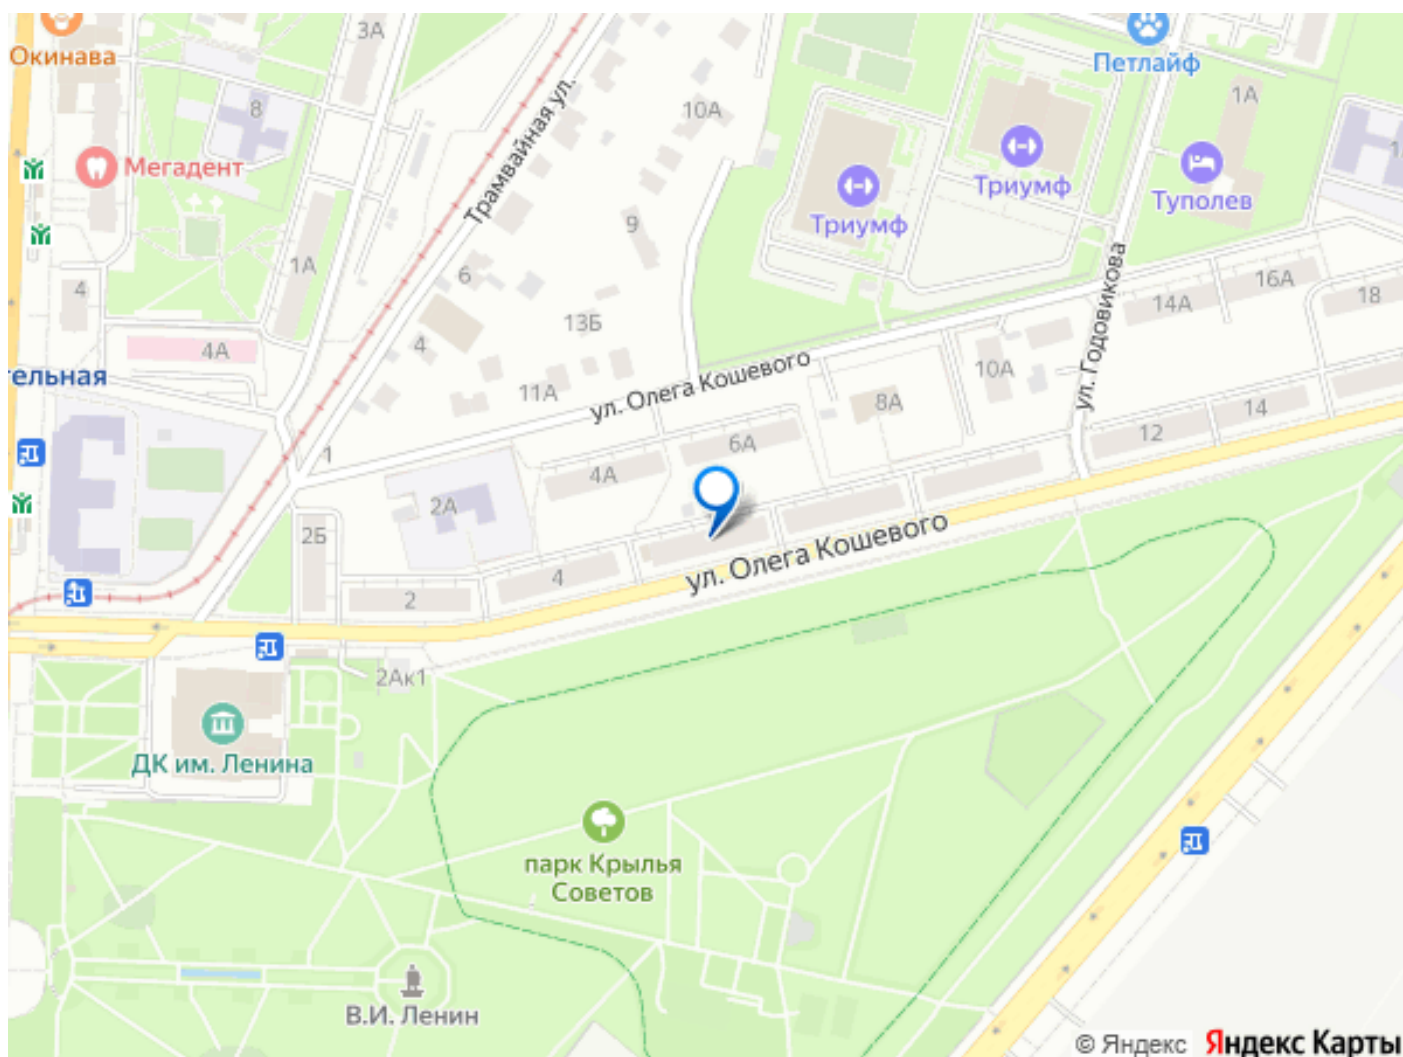 Окинава
3А
Петлайф
8
10А
1А
Мегадент
Трамвайная ул.
Триумф
Триумф
Туполев
9
1А
6
4
13Б
ул. Годовикова
14А
16А
18
4А
4
тельная
11А
ул. Олега Кошевого
10А
8А
14
12
6А
1
4А
2А
2Б
ул. Олега Кошевого
4
2
2Ак1
ДК им. Ленина
парк Крылья
Советов
В.И. Ленин
© Яндекс Яндекс Карты